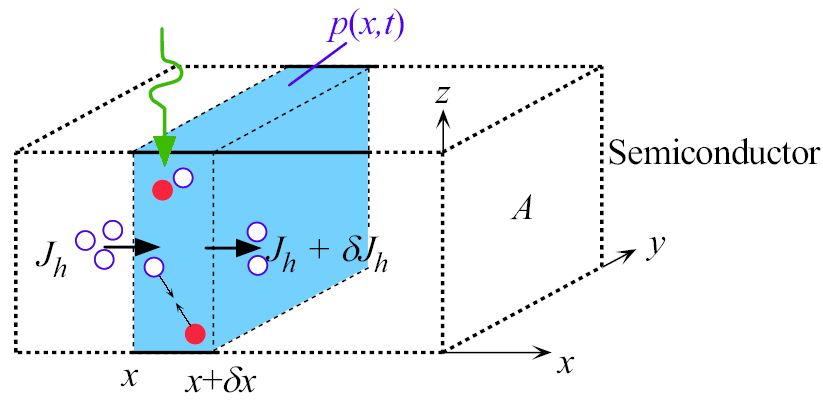 p(x,t)
z
Semiconductor
A
J_h
J_h + δJ_h
y
x
x
x+δx